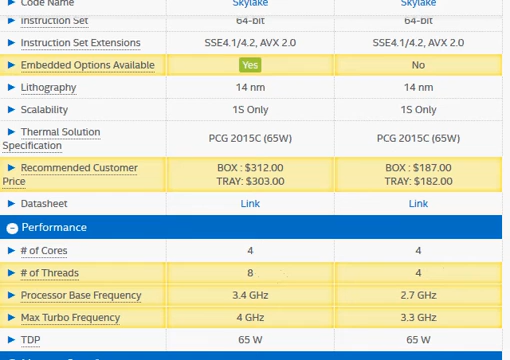 Code Name Skylake Skylake
Instruction Set 64-bit 64-bit
Instruction Set Extensions SSE4.1/4.2, AVX 2.0 SSE4.1/4.2, AVX 2.0
Embedded Options Available Yes No
Lithography 14 nm 14 nm
Scalability 1S Only 1S Only
Thermal Solution
Specification PCG 2015C (65W) PCG 2015C (65W)
Recommended Customer BOX : $312.00 BOX : $187.00
Price TRAY: $303.00 TRAY: $182.00
Datasheet Link Link
Performance
# of Cores 4 4
# of Threads 8 4
Processor Base Frequency 3.4 GHz 2.7 GHz
Max Turbo Frequency 4 GHz 3.3 GHz
TDP 65 W 65 W